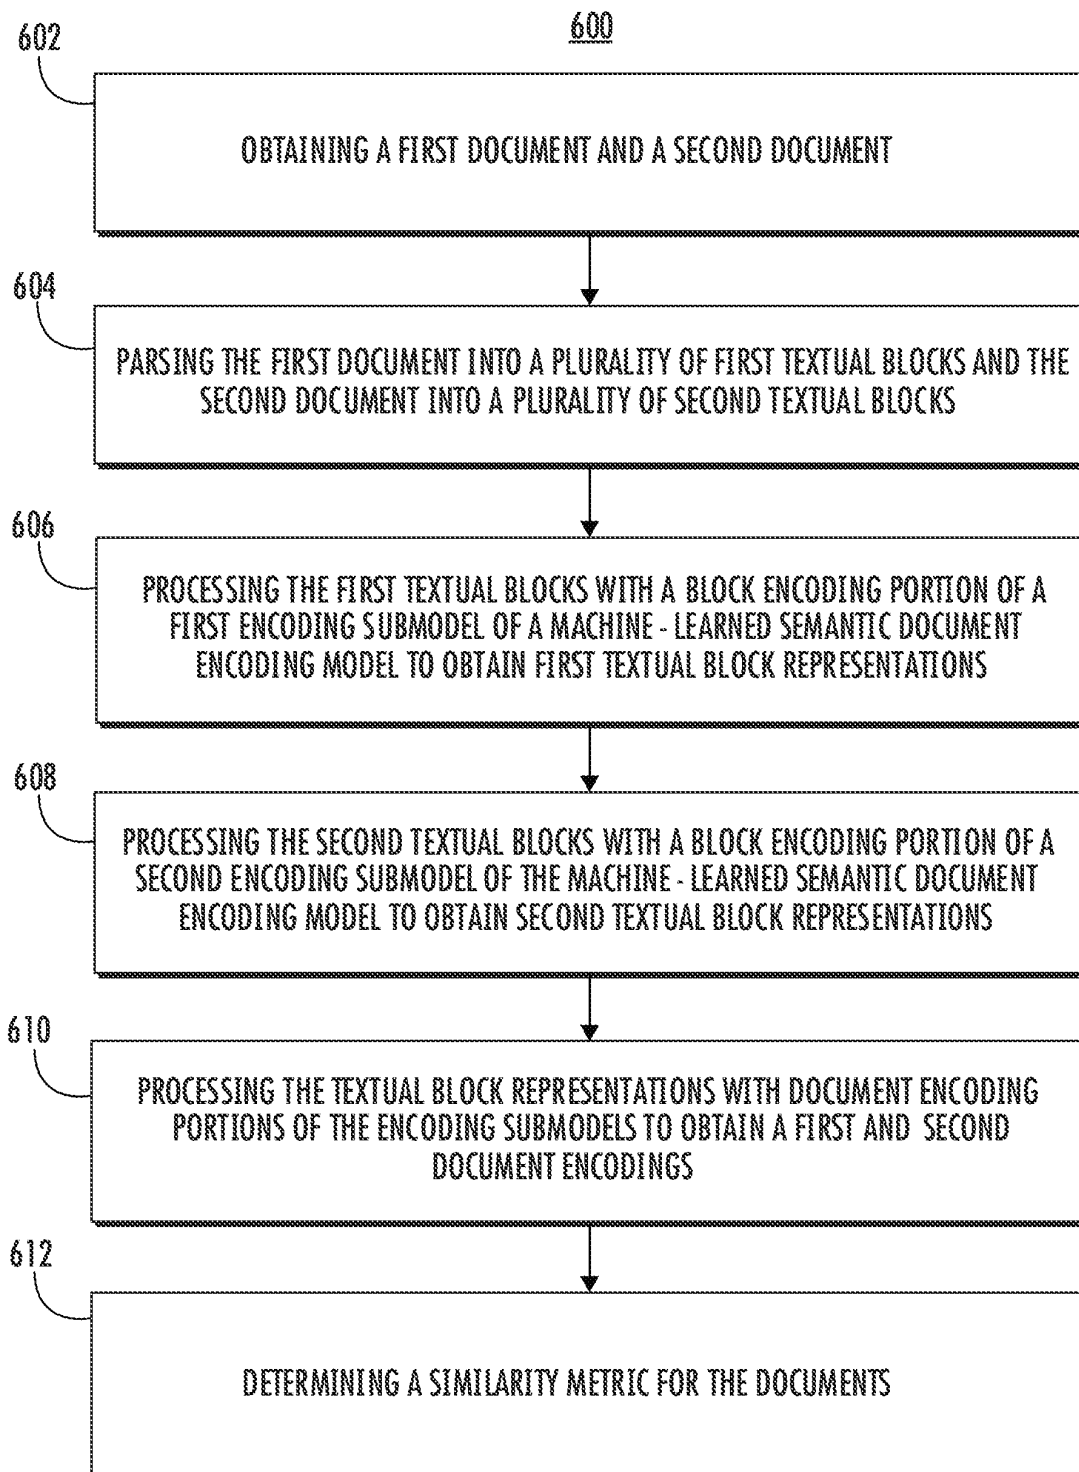 600
602
OBTAINING A FIRST DOCUMENT AND A SECOND DOCUMENT
604
PARSING THE FIRST DOCUMENT INTO A PLURALITY OF FIRST TEXTUAL BLOCKS AND THE
SECOND DOCUMENT INTO A PLURALITY OF SECOND TEXTUAL BLOCKS
606
PROCESSING THE FIRST TEXTUAL BLOCKS WITH A BLOCK ENCODING PORTION OF A
FIRST ENCODING SUBMODEL OF A MACHINE - LEARNED SEMANTIC DOCUMENT
ENCODING MODEL TO OBTAIN FIRST TEXTUAL BLOCK REPRESENTATIONS
608
PROCESSING THE SECOND TEXTUAL BLOCKS WITH A BLOCK ENCODING PORTION OF A
SECOND ENCODING SUBMODEL OF THE MACHINE - LEARNED SEMANTIC DOCUMENT
ENCODING MODEL TO OBTAIN SECOND TEXTUAL BLOCK REPRESENTATIONS
610
PROCESSING THE TEXTUAL BLOCK REPRESENTATIONS WITH DOCUMENT ENCODING
PORTIONS OF THE ENCODING SUBMODELS TO OBTAIN A FIRST AND SECOND
DOCUMENT ENCODINGS
612
DETERMINING A SIMILARITY METRIC FOR THE DOCUMENTS